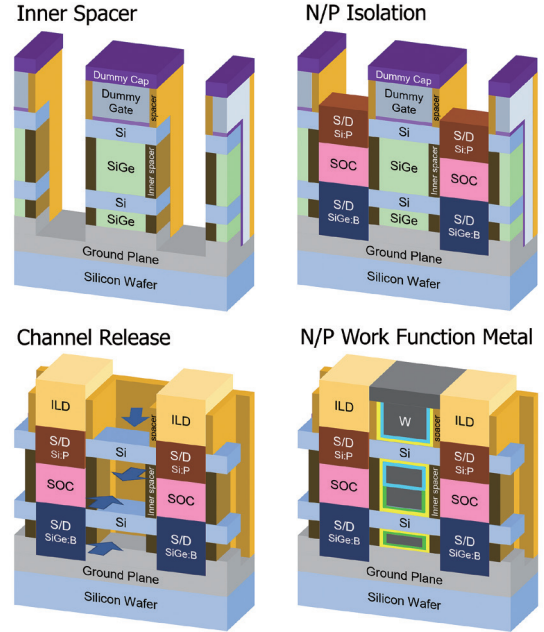 Inner Spacer
Dummy Cap
Dummy
Gate
spacer
Si
SiGe
Inner spacer
Si
SiGe
Ground Plane
Silicon Wafer
N/P Isolation
Dummy Cap
Dummy
Gate
spacer
S/D
Si:P
Si
S/D
Si:P
SOC
SiGe
Inner spacer
SOC
S/D
SiGe:B
Si
SiGe
S/D
SiGe:B
Ground Plane
Silicon Wafer
Channel Release
ILD
ILD
spacer
S/D
Si:P
Si
S/D
Si:P
SOC
Inner spacer
SOC
S/D
SiGe:B
Si
S/D
SiGe:B
Ground Plane
Silicon Wafer
N/P Work Function Metal
ILD
W
spacer
ILD
S/D
Si:P
Si
S/D
Si:P
SOC
Inner spacer
SOC
S/D
SiGe:B
Si
S/D
SiGe:B
Ground Plane
Silicon Wafer